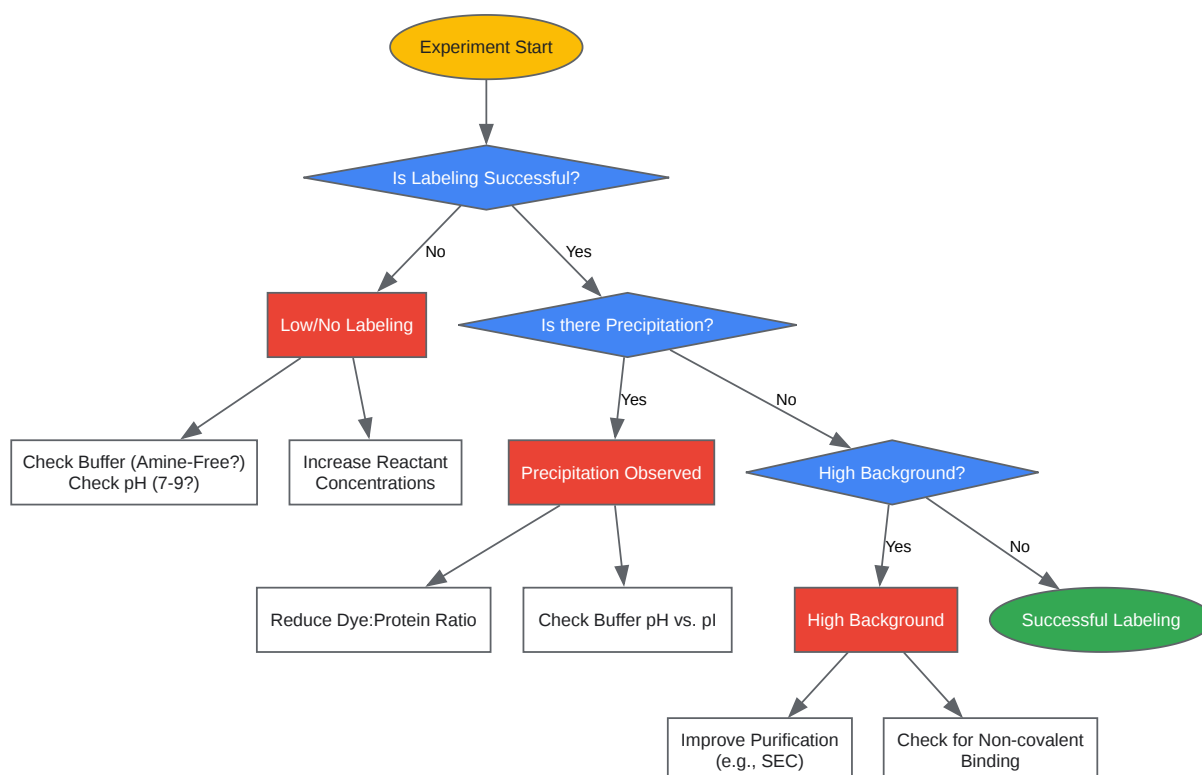 Experiment Start
Is Labeling Successful?
No
Yes
Low/No Labeling
Is there Precipitation?
Yes
No
Check Buffer (Amine-Free?)
Check pH (7-9?)
Increase Reactant
Concentrations
Precipitation Observed
High Background?
Yes
No
Reduce Dye:Protein Ratio
Check Buffer pH vs. pI
High Background
Successful Labeling
Improve Purification
(e.g., SEC)
Check for Non-covalent
Binding